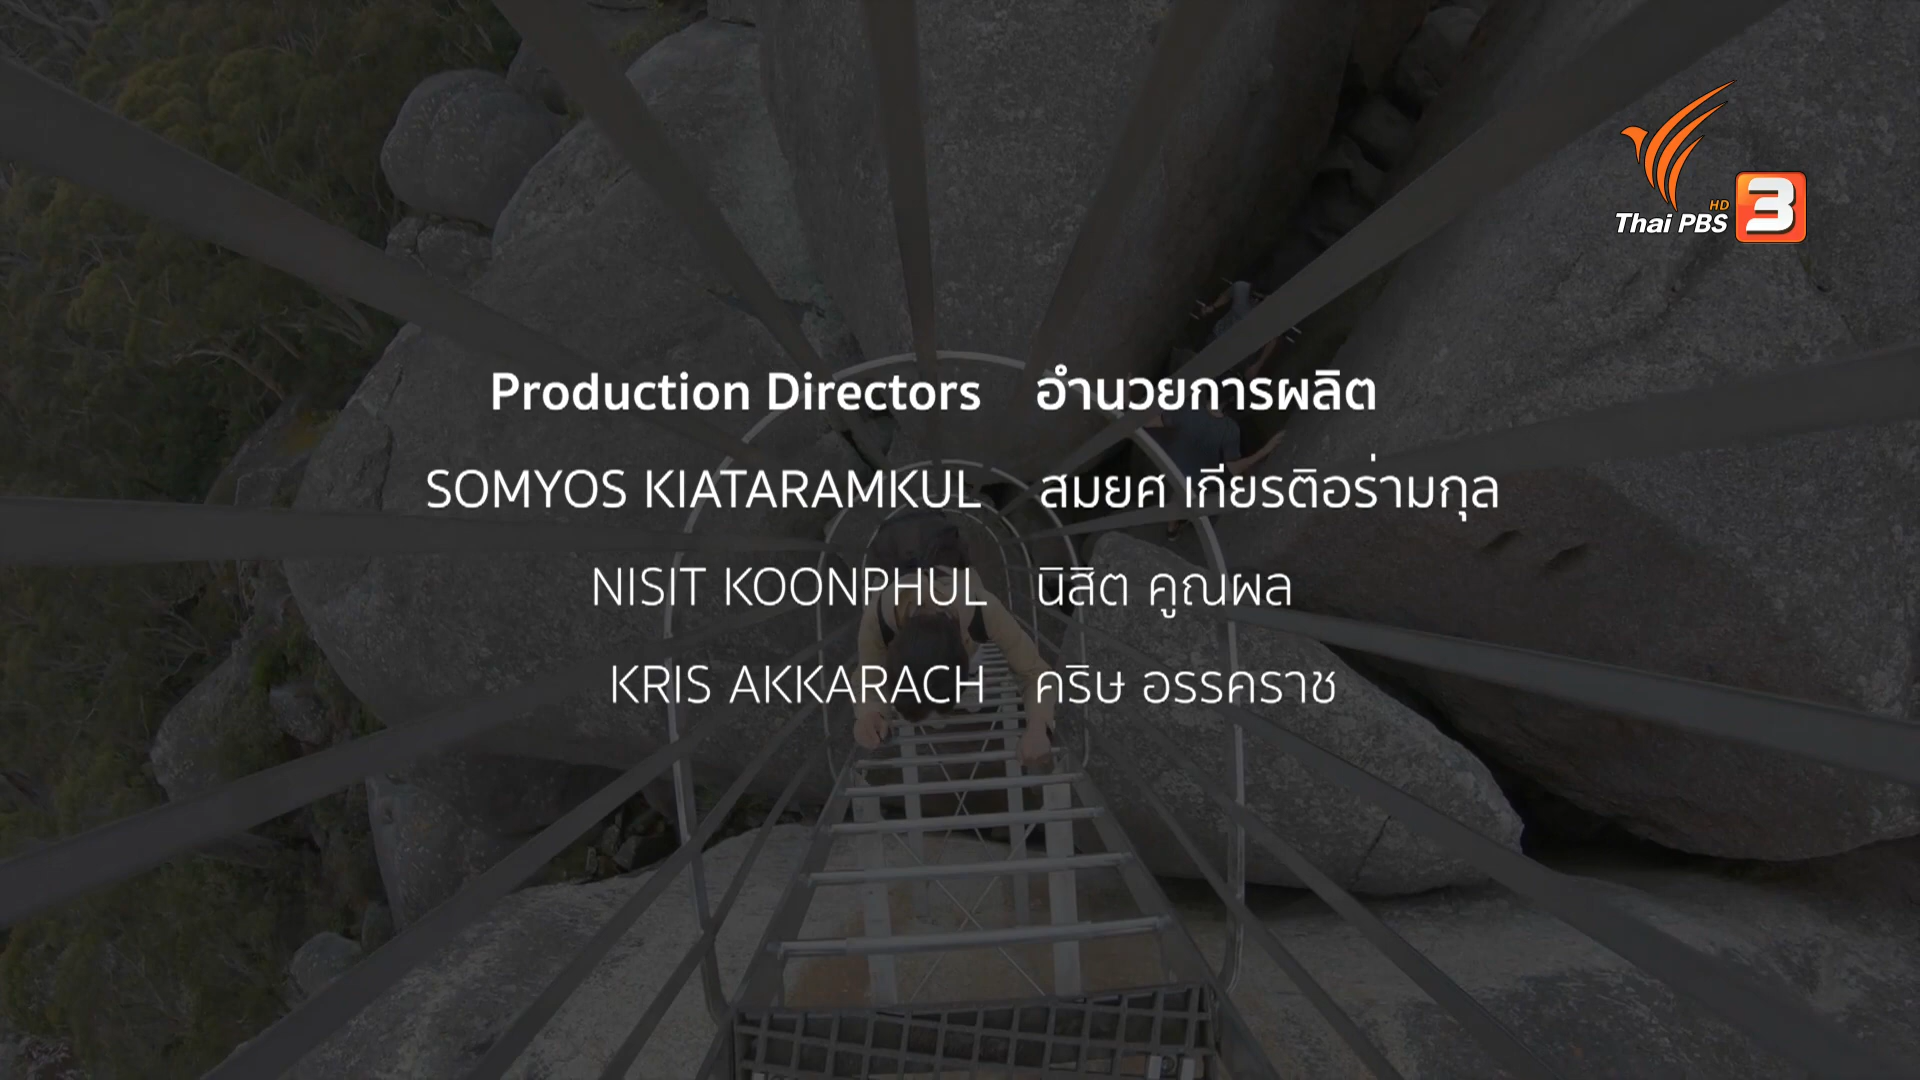 Thai PBS HD 3
Production Directors อำนวยการผลิต
SOMYOS KIATARAMKUL สมยศ เกียรติอร่ามกุล
NISIT KOONPHUL นิสิต คูณผล
KRIS AKKARACH คริษ อรรคราช